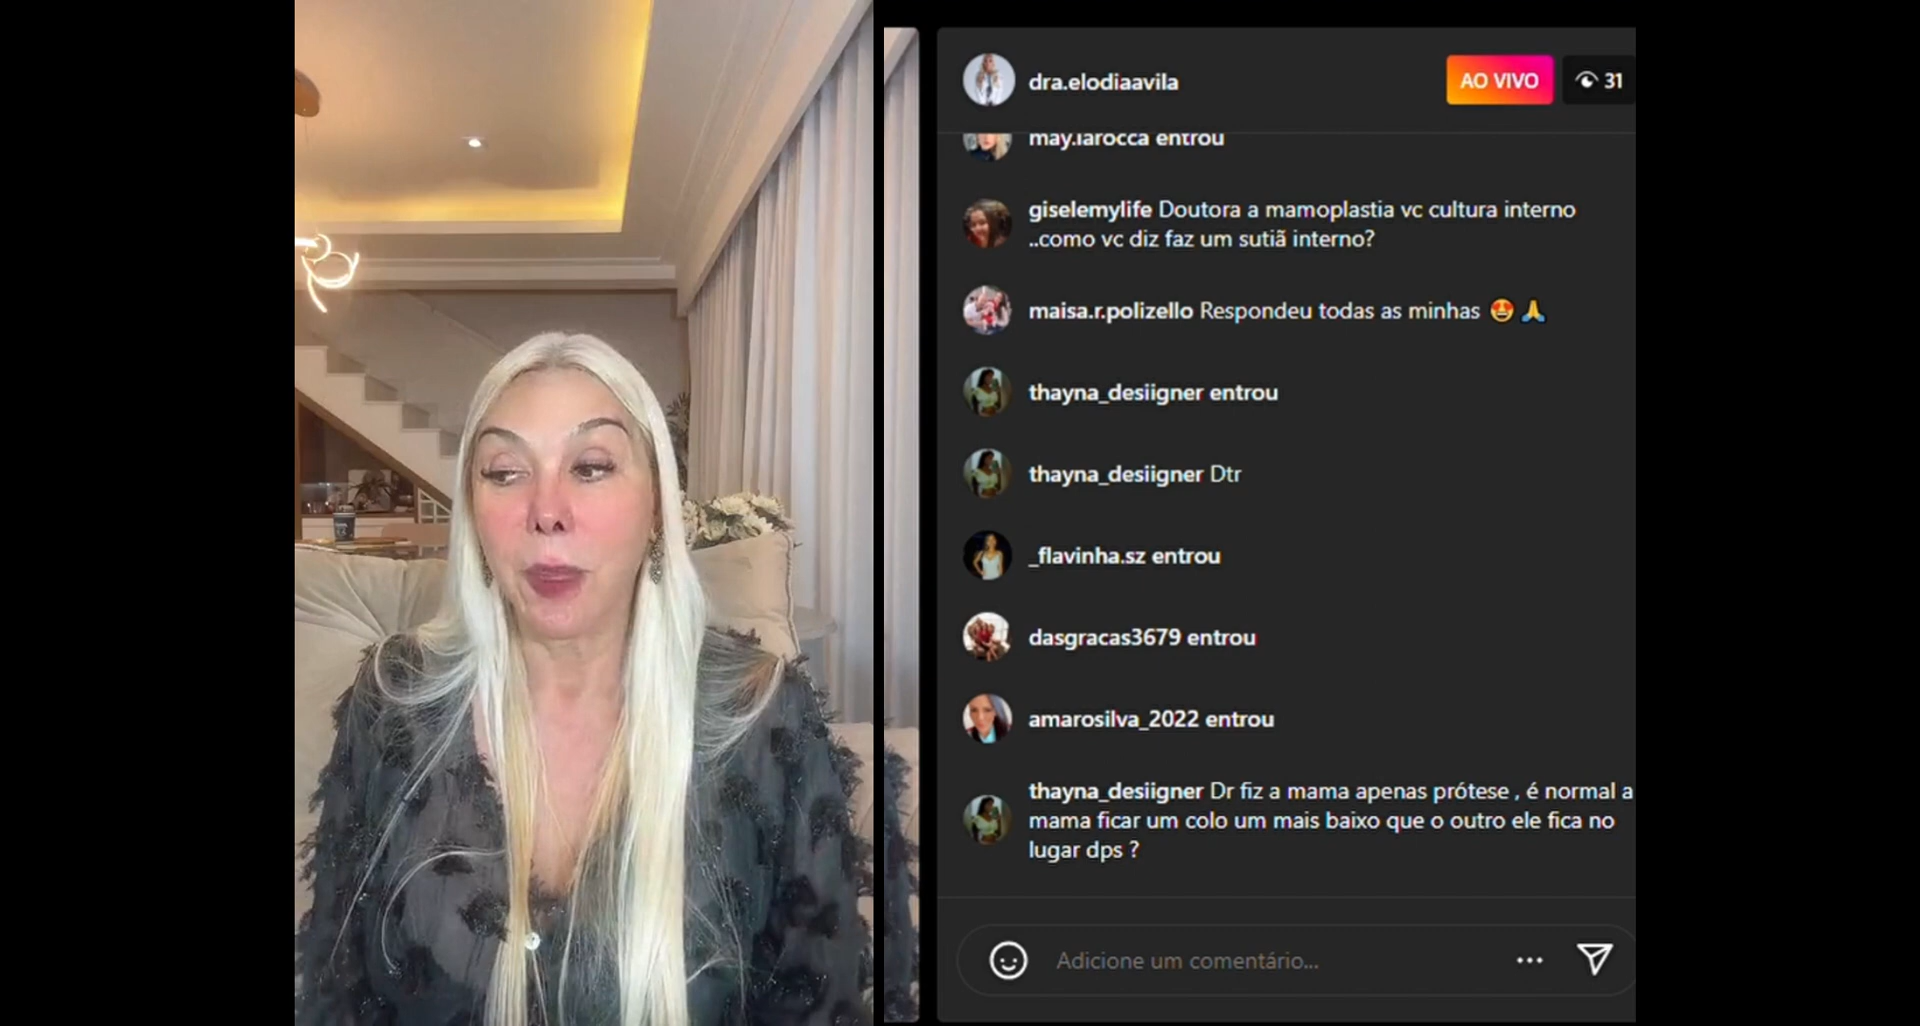 dra.elodiaavila
AO VIVO
31
may.larocca entrou
giselemylife Doutora a mamoplastia vc cultura interno
..como vc diz faz um sutiã interno?
maisa.r.polizello Respondeu todas as minhas 😍🙏
thayna_desiigner entrou
thayna_desiigner Dtr
_flavinha.sz entrou
dasgracas3679 entrou
amarosilva_2022 entrou
thayna_desiigner Dr fiz a mama apenas prótese , é normal a
mama ficar um colo um mais baixo que o outro ele fica no
lugar dps ?
Adicione um comentário...